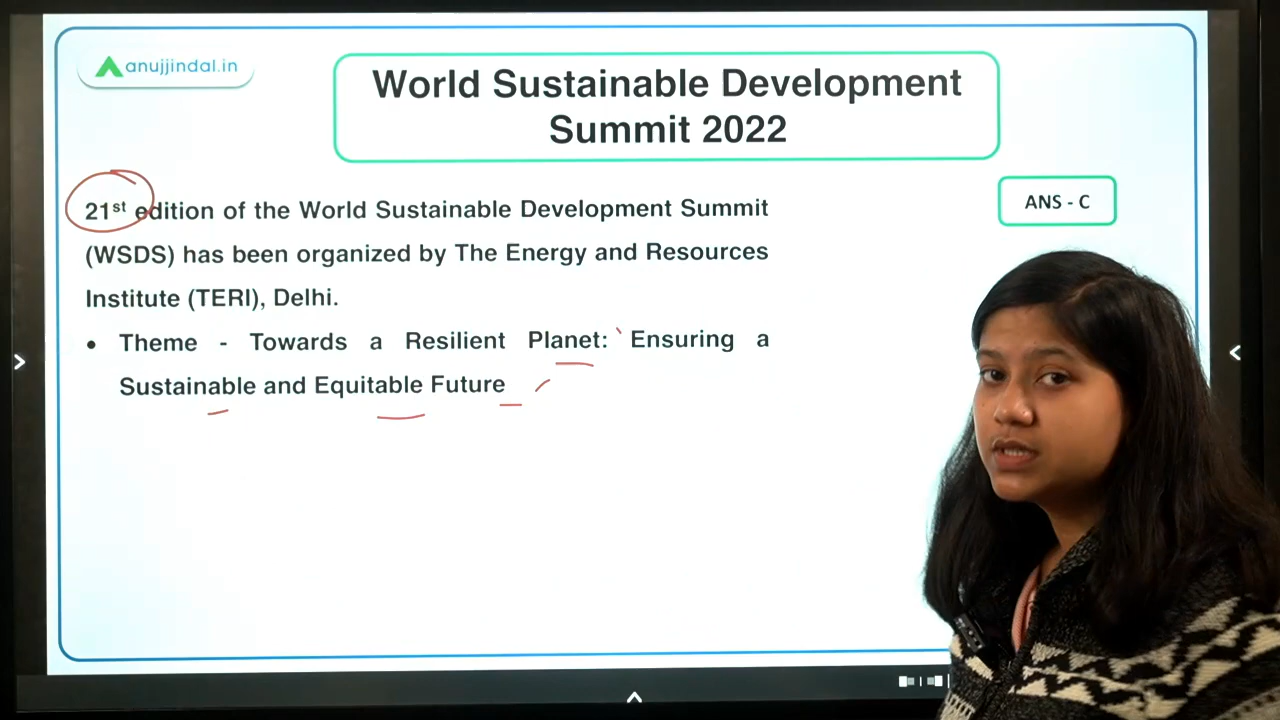 anujjindal.in
World Sustainable Development
Summit 2022
21st edition of the World Sustainable Development Summit
ANS - C
(WSDS) has been organized by The Energy and Resources
Institute (TERI), Delhi.
• Theme - Towards a Resilient Planet: Ensuring a
Sustainable and Equitable Future